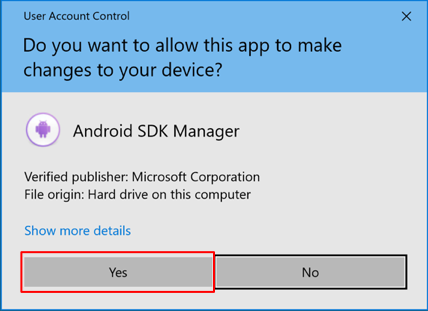 User Account Control
Do you want to allow this app to make
changes to your device?
Android SDK Manager
Verified publisher: Microsoft Corporation
File origin: Hard drive on this computer
Show more details
Yes
No